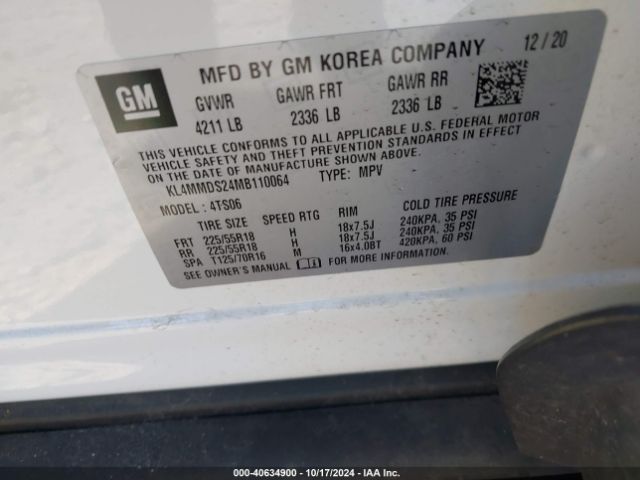 GM
MFD BY GM KOREA COMPANY 12 / 20
GVWR GAWR FRT GAWR RR
4211 LB 2336 LB 2336 LB
THIS VEHICLE CONFORMS TO ALL APPLICABLE U.S. FEDERAL MOTOR
VEHICLE SAFETY AND THEFT PREVENTION STANDARDS IN EFFECT
ON THE DATE OF MANUFACTURE SHOWN ABOVE.
KL4MMDS24MB110064 TYPE: MPV
MODEL: 4TS06
TIRE SIZE SPEED RTG RIM COLD TIRE PRESSURE
FRT 225/55R18 H 18x7.5J 240KPA, 35 PSI
RR 225/55R18 H 18x7.5J 240KPA, 35 PSI
SPA T125/70R16 M 16x4.0BT 420KPA, 60 PSI
SEE OWNER'S MANUAL FOR MORE INFORMATION
000-40634900 | 10/17/2024 | IAA Inc.